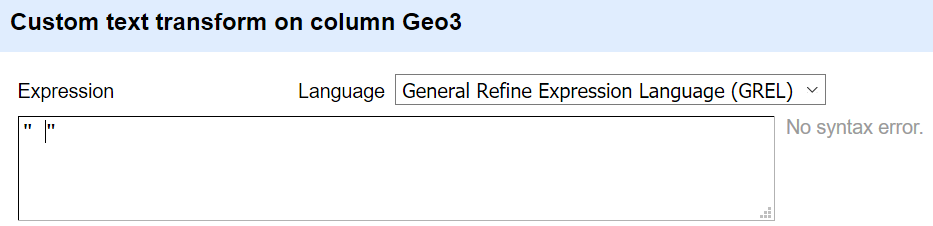 Custom text transform on column Geo3
Expression Language General Refine Expression Language (GREL)
" " No syntax error.